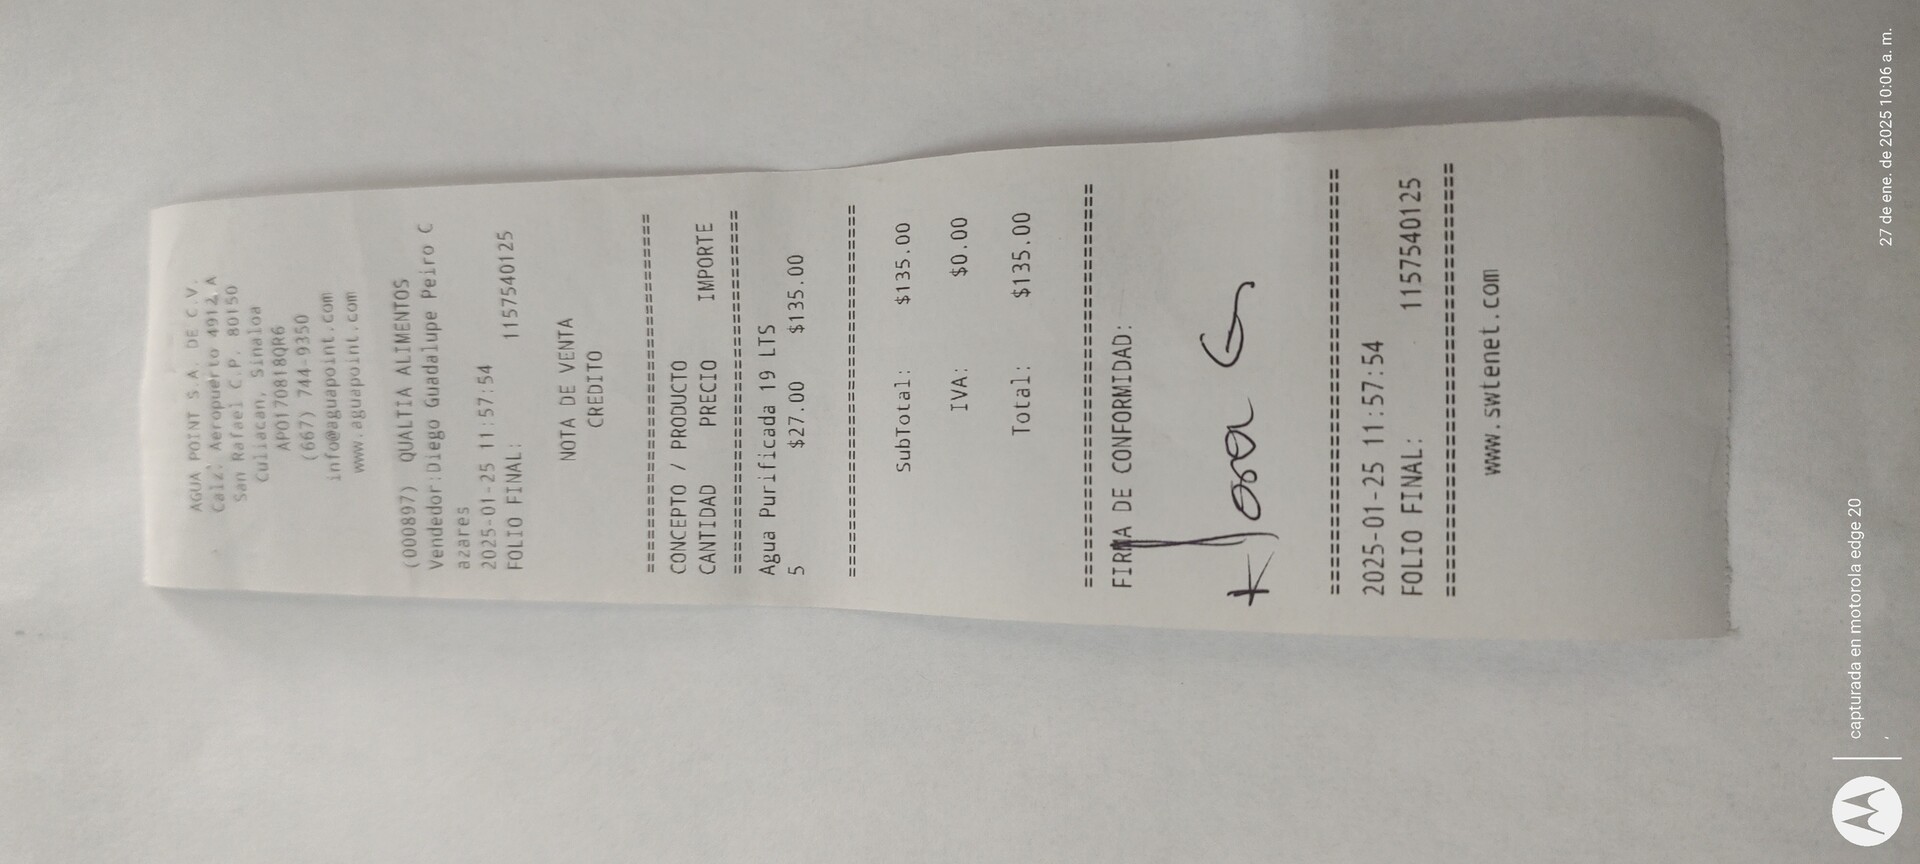 AGUA POINT S.A. DE C.V.
Calz. Aeropuerto 4912 A
San Rafael C.P. 80150
Culiacan, Sinaloa
APO170818QR6
(667) 744-9350
info@aguapoint.com
www.aguapoint.com
(000897) QUALTIA ALIMENTOS
Vendedor:Diego Guadalupe Peiro C
azares
2025-01-25 11:57:54
FOLIO FINAL: 1157540125
NOTA DE VENTA
CREDITO
================================
CONCEPTO / PRODUCTO
CANTIDAD PRECIO IMPORTE
================================
Agua Purificada 19 LTS
5 $27.00 $135.00
================================
SubTotal: $135.00
IVA: $0.00
Total: $135.00
================================
FIRMA DE CONFORMIDAD:
================================
2025-01-25 11:57:54
FOLIO FINAL: 1157540125
================================
www.swtenet.com
capturada en motorola edge 20
27 de ene. de 2025 10:06 a. m.